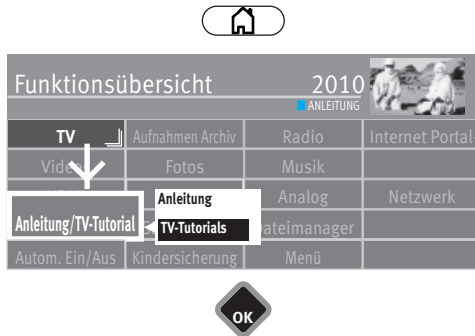 Funktionsübersicht 2010
ANLEITUNG
TV Aufnahmen Archiv Radio Internet Portal
Fotos Musik
Anleitung Analog Netzwerk
Anleitung/TV-Tutorial TV-Tutorials
Autom. Ein/Aus Kindersicherung Menü
OK